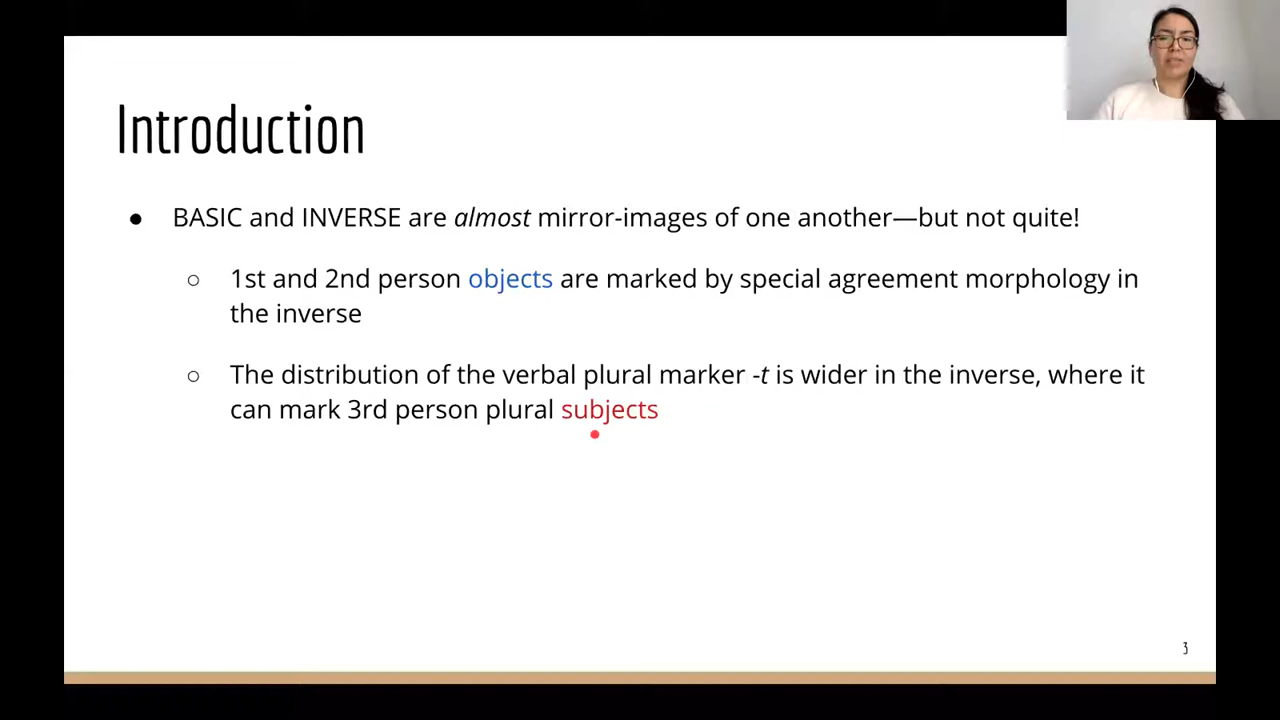 Introduction
● BASIC and INVERSE are almost mirror-images of one another—but not quite!
○ 1st and 2nd person objects are marked by special agreement morphology in
the inverse
○ The distribution of the verbal plural marker -t is wider in the inverse, where it
can mark 3rd person plural subjects
3